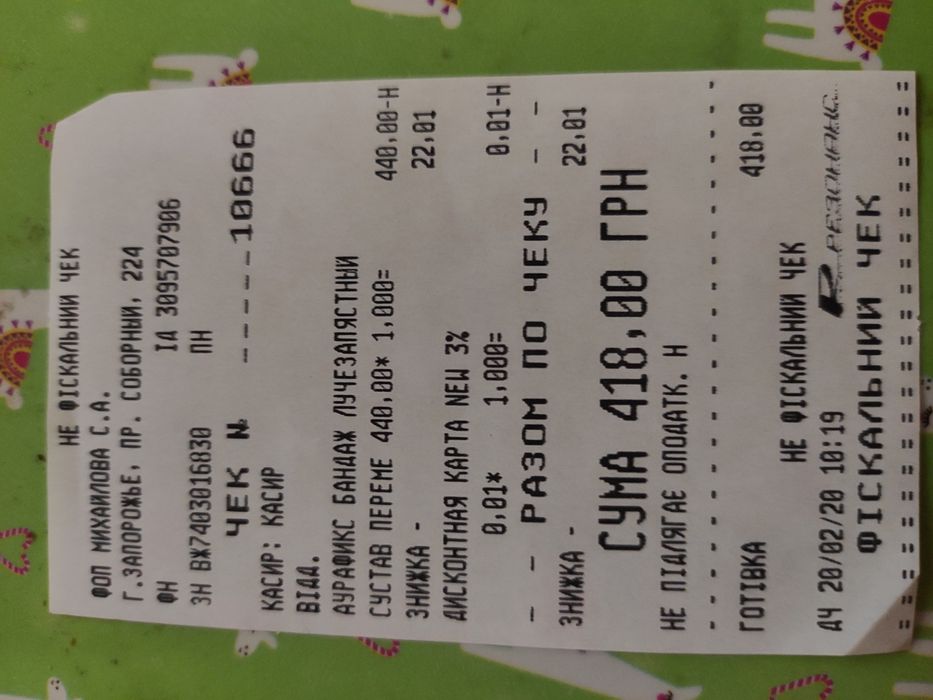 НЕ ФІСКАЛЬНИЙ ЧЕК
ФОП МИХАИЛОВА С.А.
Г.ЗАПОРОЖЬЕ, ПР. СОБОРНЫЙ, 224
ФН ІД 3095707906
ЗН ВЖ7403016830 ПН
ЧЕК № ------10666
КАСИР: КАСИР
ВІДД.
АУРАФИКС БАНДАЖ ЛУЧЕЗАПЯСТНЫЙ
СУСТАВ ПЕРЕМЕ 440,00* 1,000= 440,00-Н
ЗНИЖКА - 22,01
ДИСКОНТНАЯ КАРТА NEW 3%
0,01* 1,000= 0,01-Н
- - РАЗОМ ПО ЧЕКУ - -
ЗНИЖКА - 22,01
СУМА 418,00 ГРН
НЕ ПІДЛЯГАЄ ОПОДАТК. Н
ГОТІВКА 418,00
НЕ ФІСКАЛЬНИЙ ЧЕК
ДЧ 20/02/20 10:19 РЕЗОНАНС
ФІСКАЛЬНИЙ ЧЕК